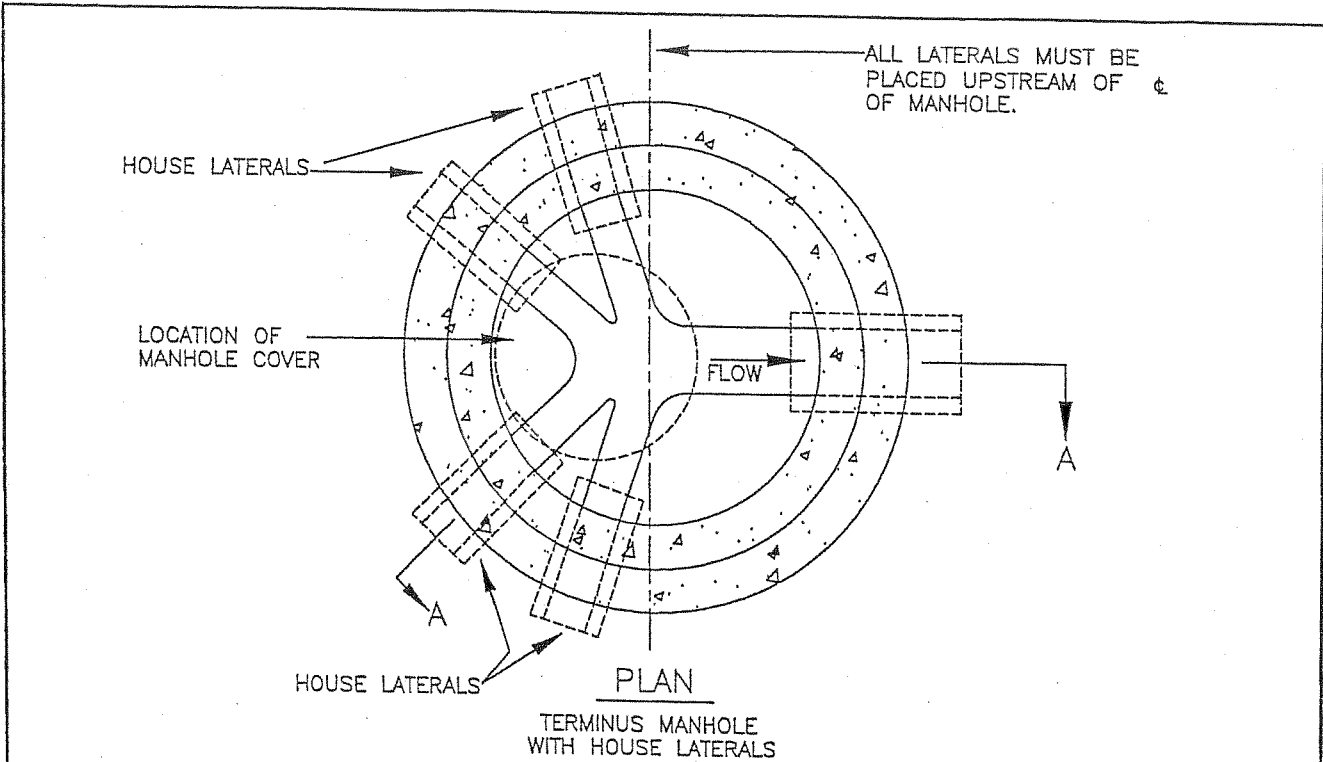 ALL LATERALS MUST BE
PLACED UPSTREAM OF ℄
OF MANHOLE.
HOUSE LATERALS
LOCATION OF
MANHOLE COVER
FLOW
A
A
HOUSE LATERALS
PLAN
TERMINUS MANHOLE
WITH HOUSE LATERALS